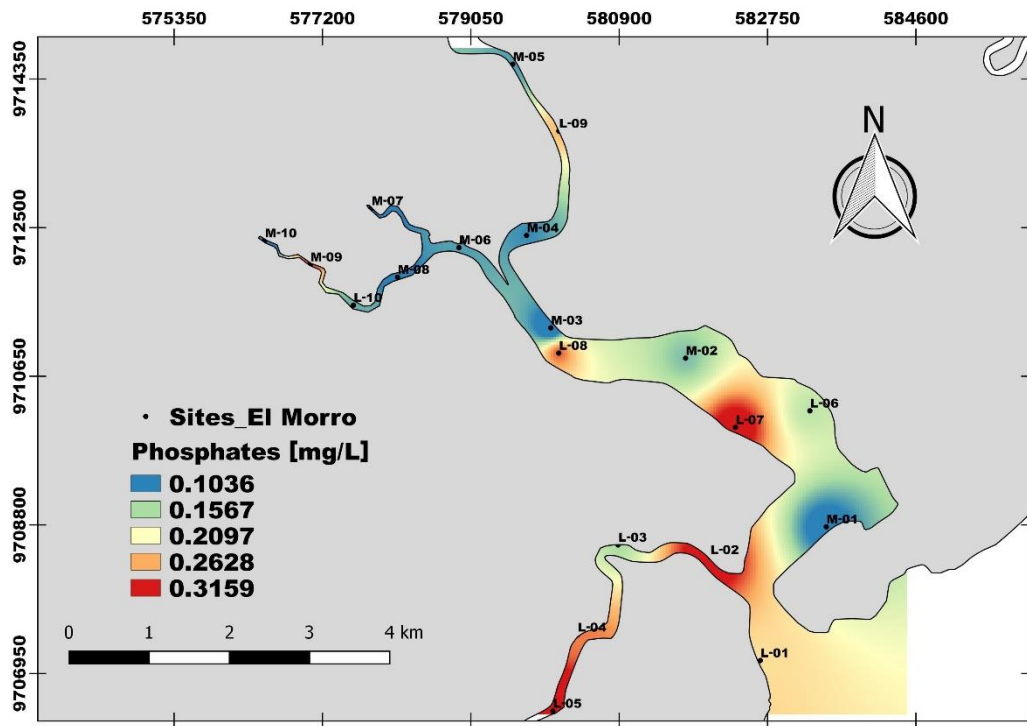 575350 577200 579050 580900 582750 584600
9714350
9712500
9710650
9708800
9706950
N
M-05
L-09
M-07
M-04
M-10
M-06
M-09
M-08
L-10
M-03
L-08
M-02
L-06
L-07
M-01
L-03
L-02
L-04
L-01
L-05
Sites_El Morro
Phosphates [mg/L]
0.1036
0.1567
0.2097
0.2628
0.3159
0 1 2 3 4 km